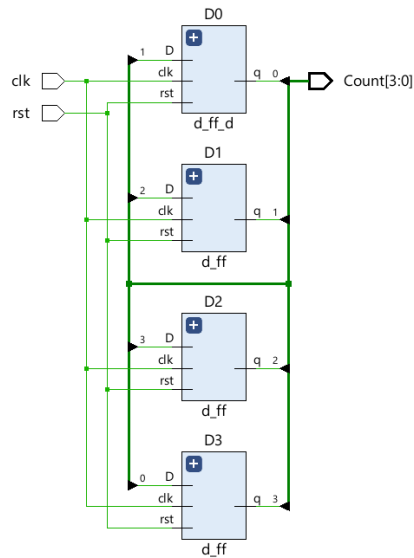 D0
1 D
clk
rst
q 0
d_ff_d
clk
rst
Count[3:0]
D1
2 D
clk
rst
q 1
d_ff
D2
3 D
clk
rst
q 2
d_ff
D3
0 D
clk
rst
q 3
d_ff